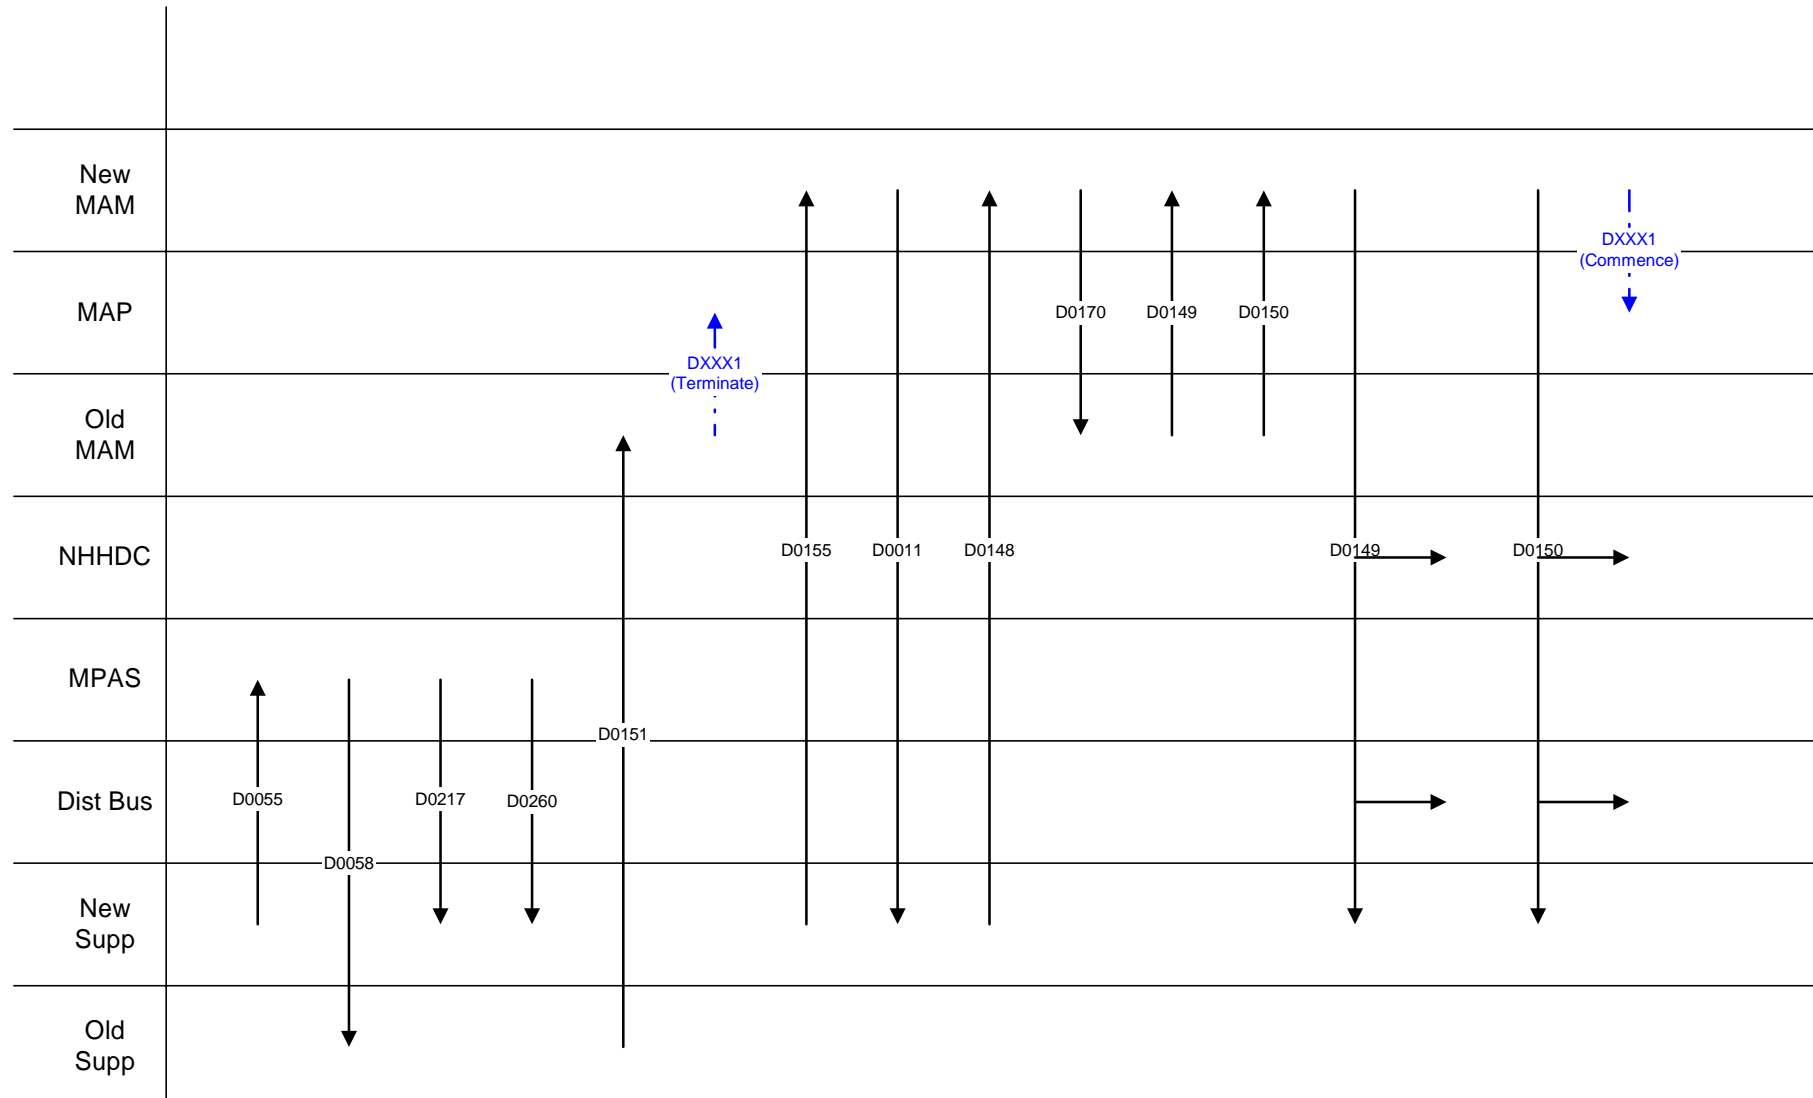 New
MAM
DXXX1
(Commence)
MAP
D0170
D0149
D0150
DXXX1
(Terminate)
Old
MAM
NHHDC
D0155
D0011
D0148
D0149
D0150
MPAS
D0151
Dist Bus
D0055
D0217
D0260
D0058
New
Supp
Old
Supp